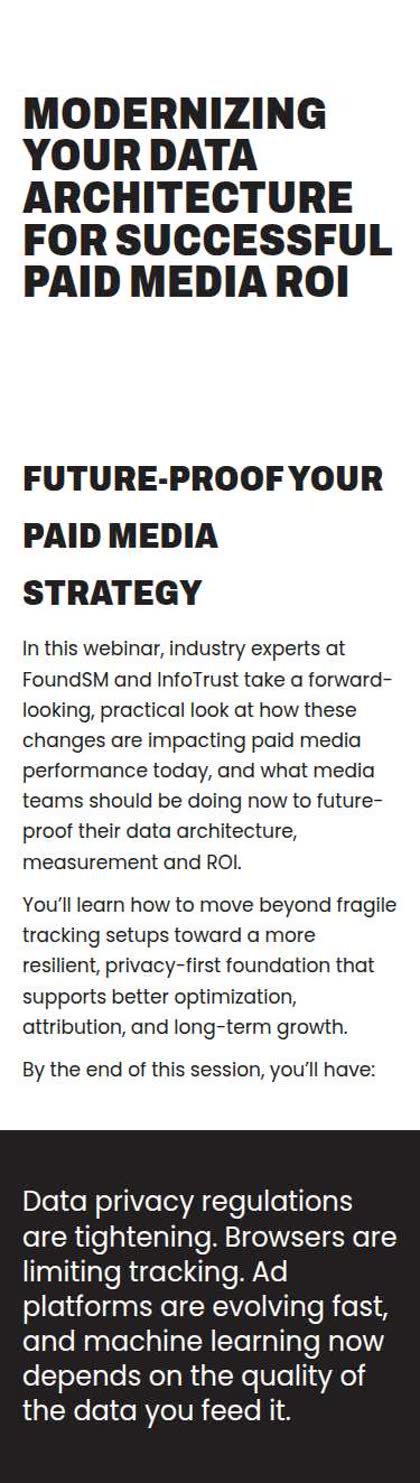 MODERNIZING
YOUR DATA
ARCHITECTURE
FOR SUCCESSFUL
PAID MEDIA ROI
FUTURE-PROOF YOUR
PAID MEDIA
STRATEGY
In this webinar, industry experts at
FoundSM and InfoTrust take a forward-
looking, practical look at how these
changes are impacting paid media
performance today, and what media
teams should be doing now to future-
proof their data architecture,
measurement and ROI.
You’ll learn how to move beyond fragile
tracking setups toward a more
resilient, privacy-first foundation that
supports better optimization,
attribution, and long-term growth.
By the end of this session, you’ll have:
Data privacy regulations
are tightening. Browsers are
limiting tracking. Ad
platforms are evolving fast,
and machine learning now
depends on the quality of
the data you feed it.